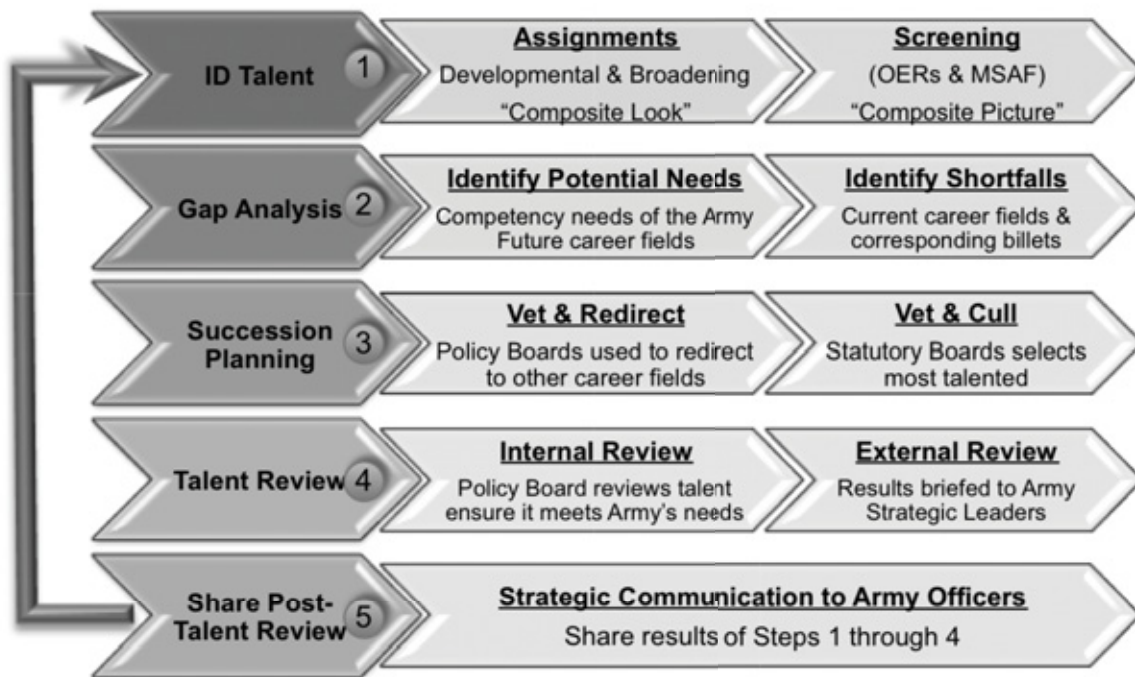 ID Talent
1
Assignments
Developmental & Broadening
“Composite Look”
Screening
(OERs & MSAF)
“Composite Picture”
Gap Analysis
2
Identify Potential Needs
Competency needs of the Army
Future career fields
Identify Shortfalls
Current career fields &
corresponding billets
Succession
Planning
3
Vet & Redirect
Policy Boards used to redirect
to other career fields
Vet & Cull
Statutory Boards selects
most talented
Talent Review
4
Internal Review
Policy Board reviews talent
ensure it meets Army’s needs
External Review
Results briefed to Army
Strategic Leaders
Share Post-
Talent Review
5
Strategic Communication to Army Officers
Share results of Steps 1 through 4